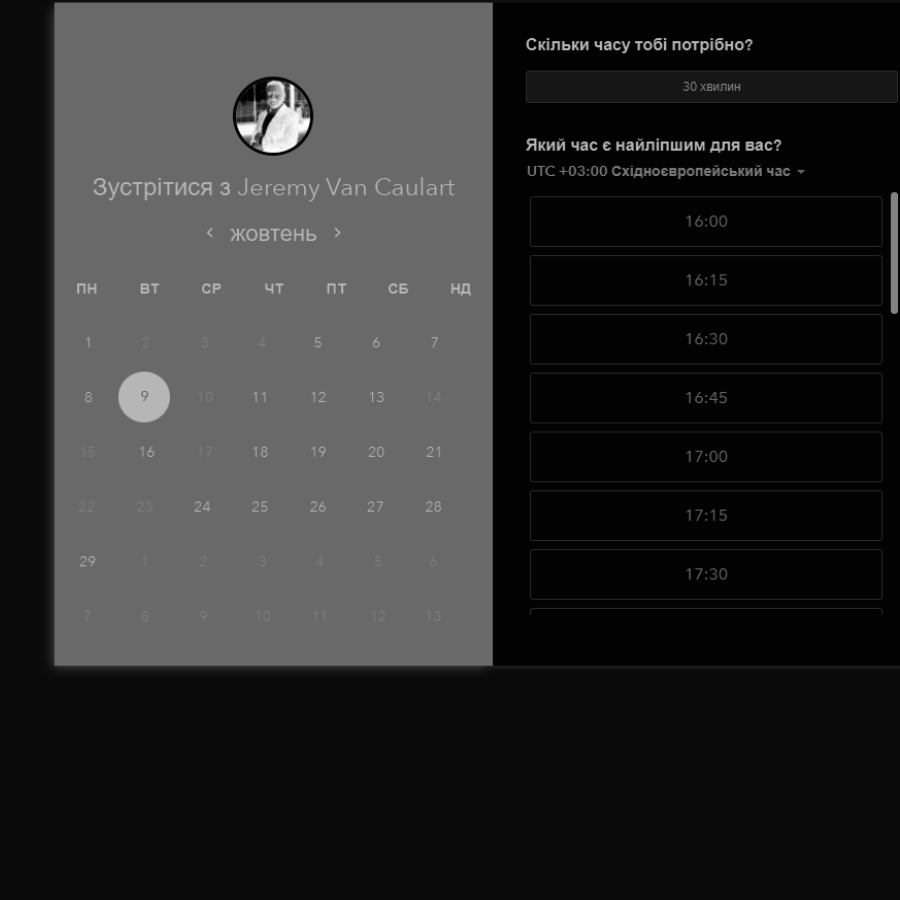 Зустрітися з Jeremy Van Caulart
жовтень
ПН ВТ СР ЧТ ПТ СБ НД
1 2 3 4 5 6 7
8 9 10 11 12 13 14
15 16 17 18 19 20 21
22 23 24 25 26 27 28
29 1 2 3 4 5 6
7 8 9 10 11 12 13
Скільки часу тобі потрібно?
30 хвилин
Який час є найліпшим для вас?
UTC +03:00 Східноєвропейський час
16:00
16:15
16:30
16:45
17:00
17:15
17:30